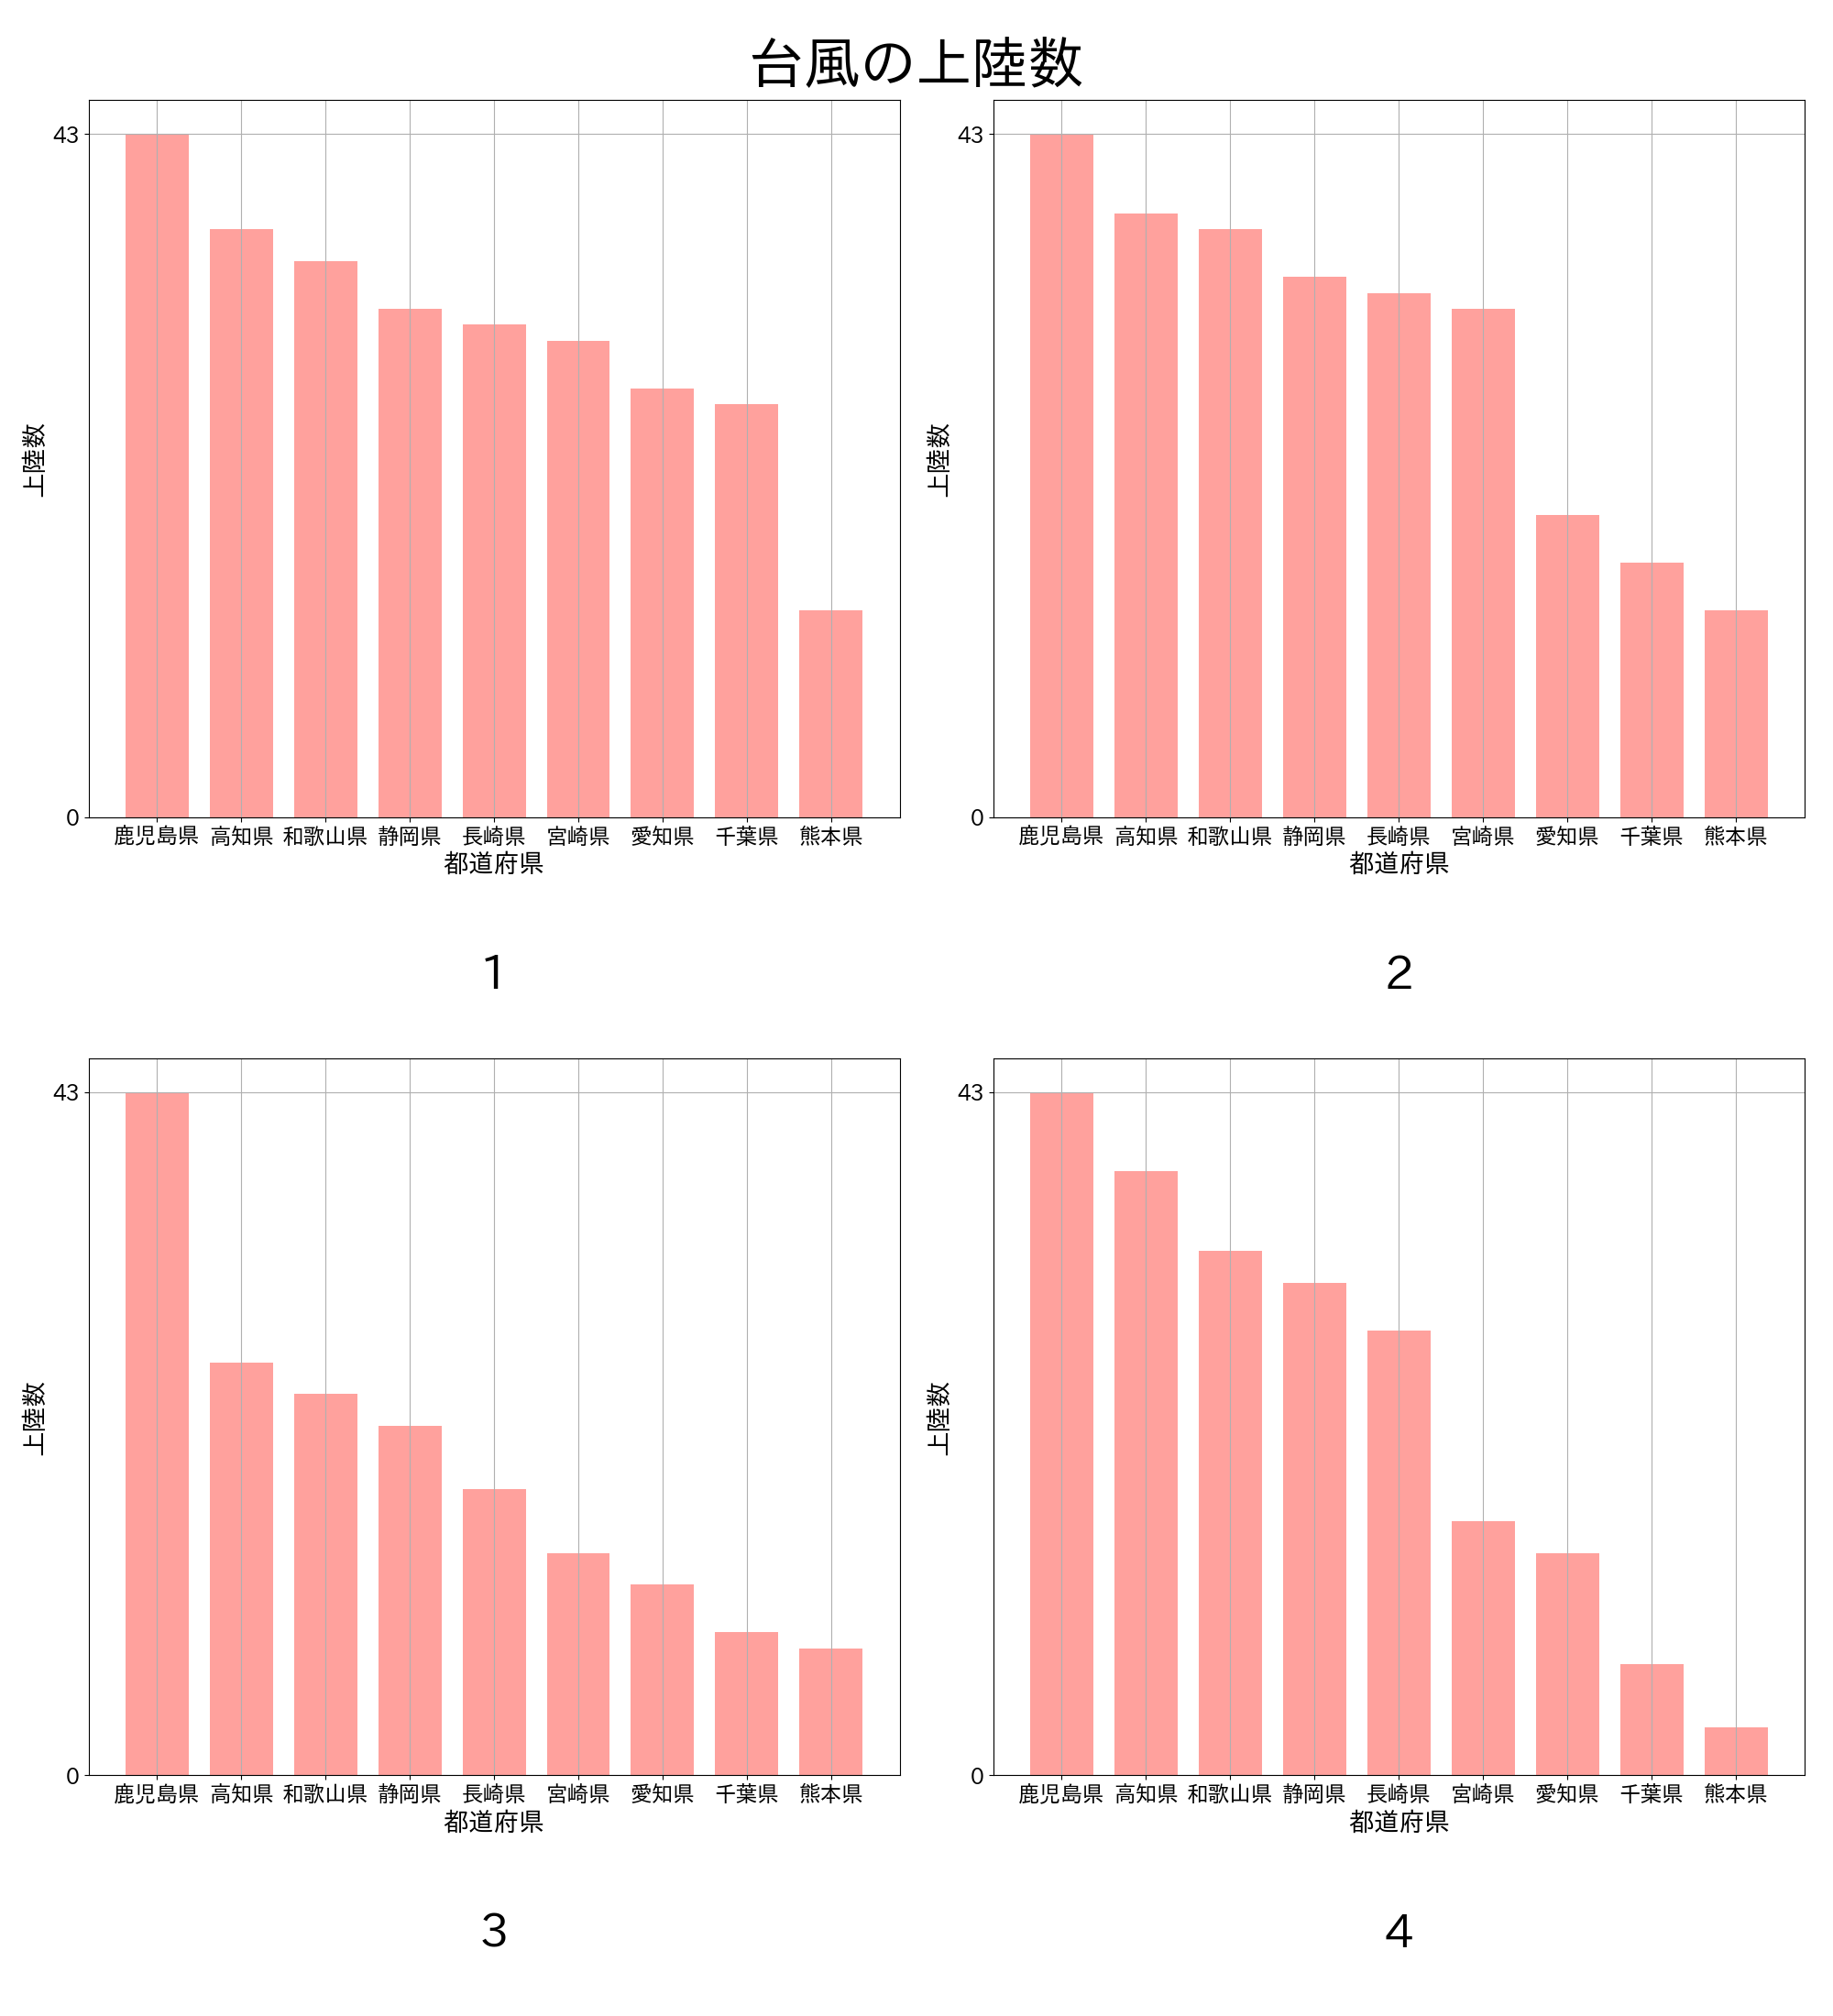 台風の上陸数
43
0
上陸数
鹿児島県 高知県 和歌山県 静岡県 長崎県 宮崎県 愛知県 千葉県 熊本県
都道府県
1
43
0
上陸数
鹿児島県 高知県 和歌山県 静岡県 長崎県 宮崎県 愛知県 千葉県 熊本県
都道府県
2
43
0
上陸数
鹿児島県 高知県 和歌山県 静岡県 長崎県 宮崎県 愛知県 千葉県 熊本県
都道府県
3
43
0
上陸数
鹿児島県 高知県 和歌山県 静岡県 長崎県 宮崎県 愛知県 千葉県 熊本県
都道府県
4